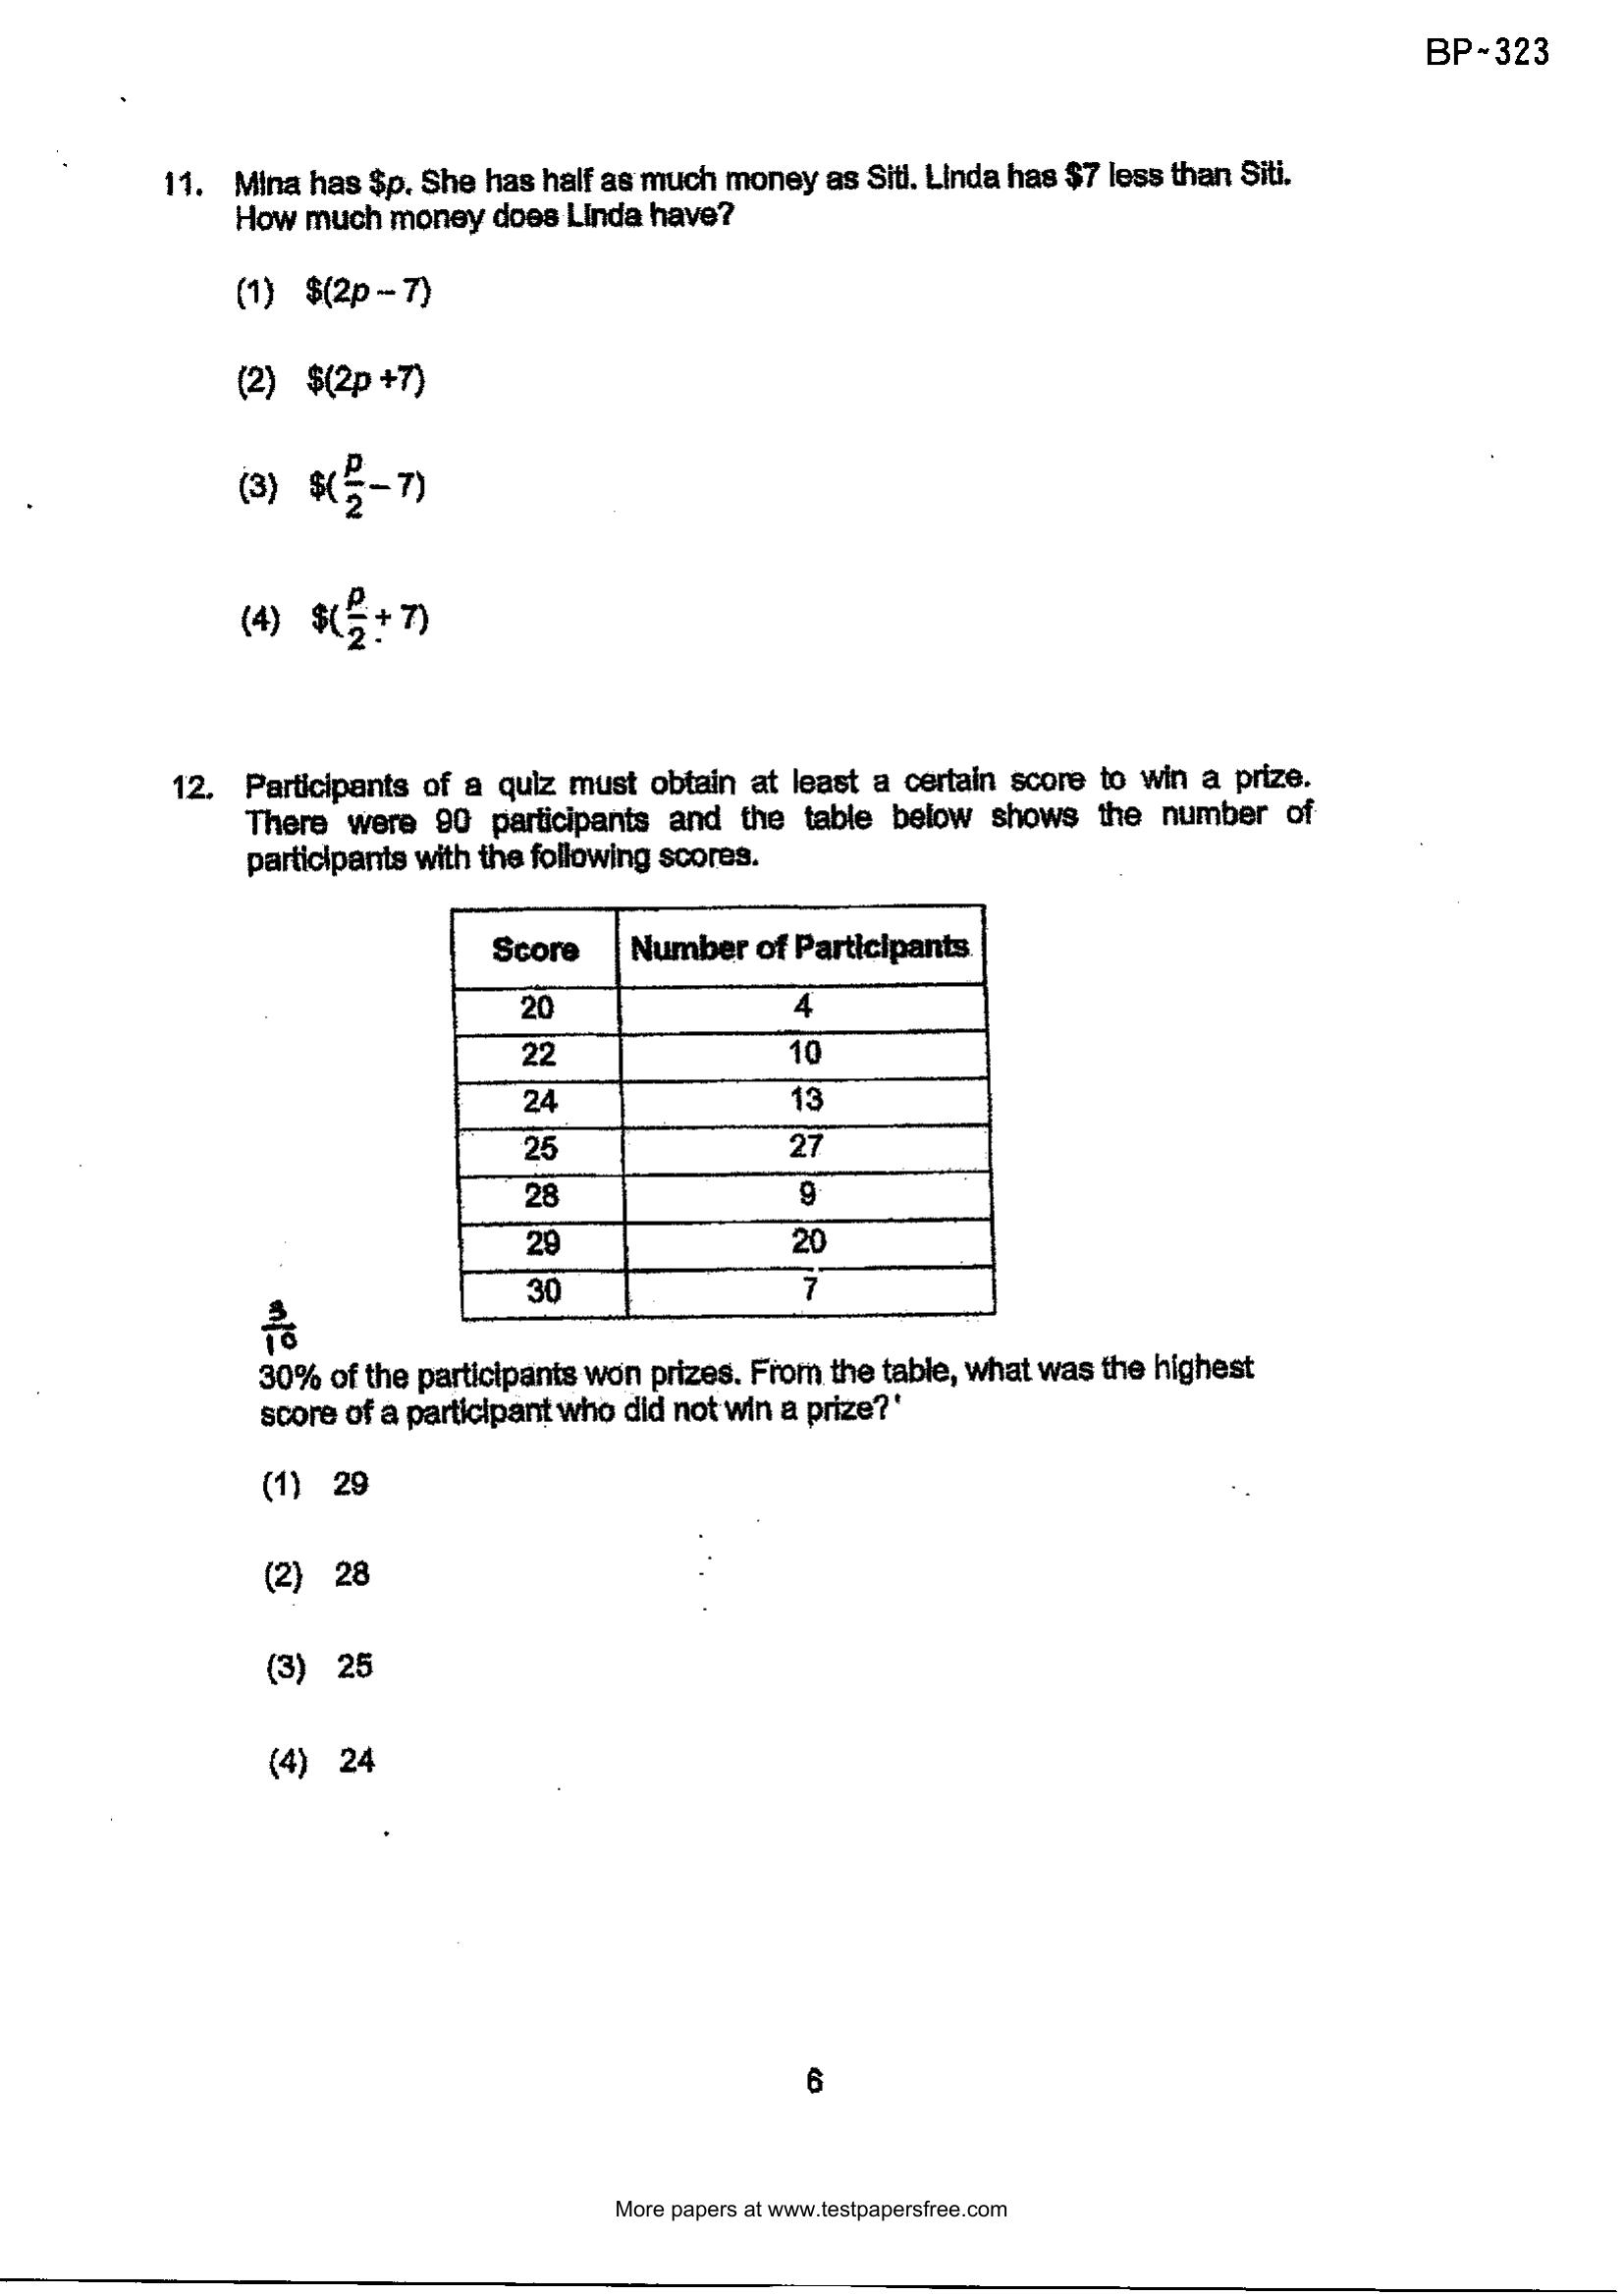 BP~323
11. Mina has $p. She has half as much money as Siti. Linda has $7 less than Siti.
How much money does Linda have?
(1) $(2p – 7)
(2) $(2p +7)
(3) $(p/2 – 7)
(4) $(p/2 + 7)
12. Participants of a quiz must obtain at least a certain score to win a prize.
There were 90 participants and the table below shows the number of
participants with the following scores.
Score Number of Participants
20 4
22 10
24 13
25 27
28 9
29 20
30 7
3/10
30% of the participants won prizes. From the table, what was the highest
score of a participant who did not win a prize?
(1) 29
(2) 28
(3) 25
(4) 24
6
More papers at www.testpapersfree.com